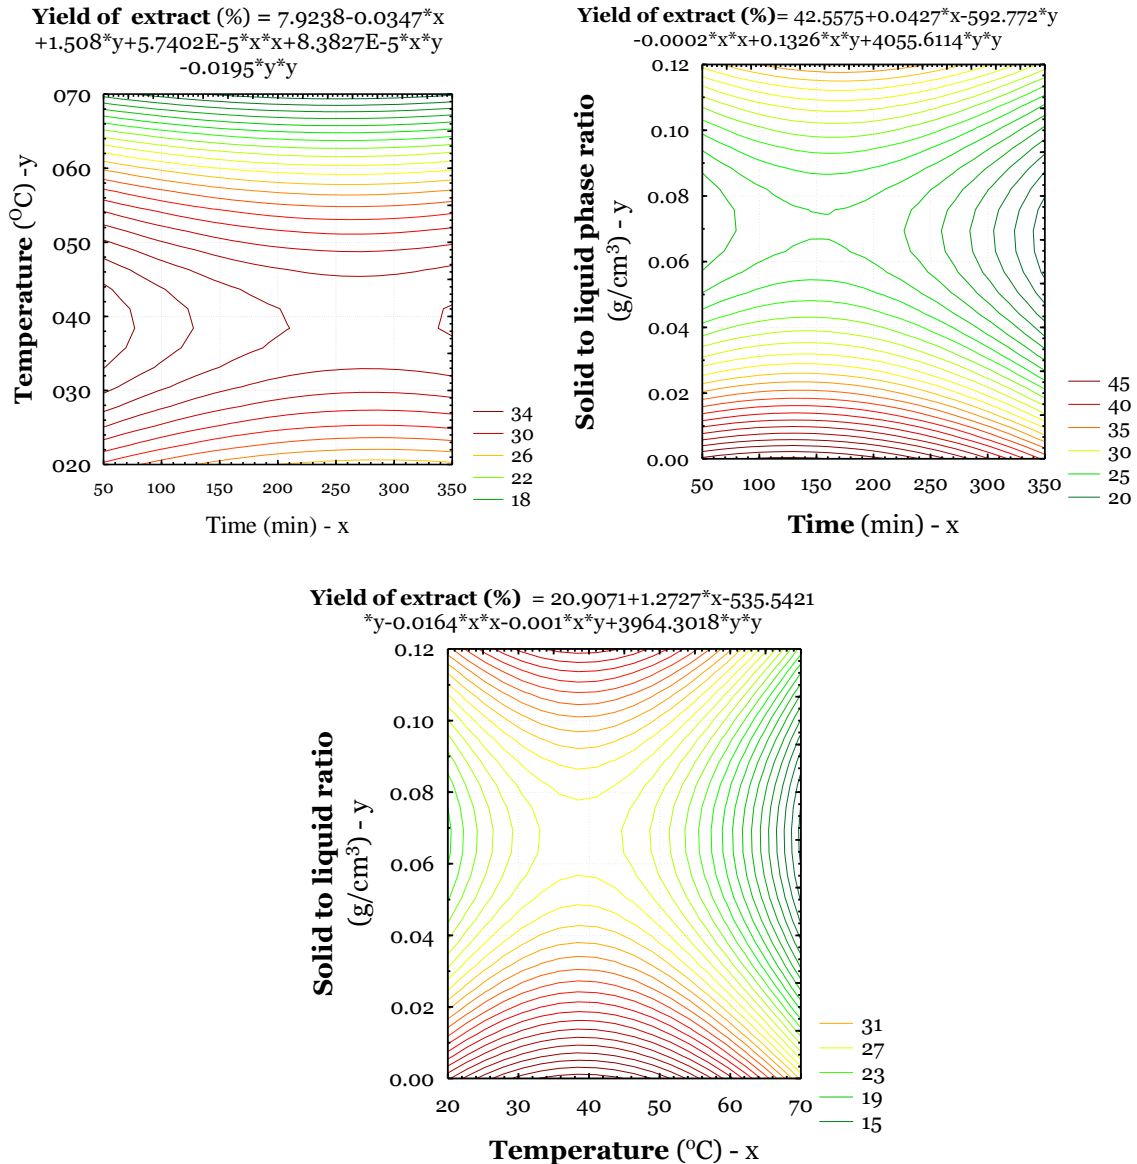 Yield of extract (%) = 7.9238-0.0347*x
+1.508*y+5.7402E-5*x*x+8.3827E-5*x*y
-0.0195*y*y
070
060
050
040
030
020
Temperature (⁰C) -y
50 100 200 250 300 350
Time (min) - x
34
30
26
22
18
Yield of extract (%)= 42.5575+0.0427*x-592.772*y
-0.0002*x*x+0.1326*x*y+4055.6114*y*y
0.12
0.10
0.08
0.06
0.04
0.02
0.00
Solid to liquid phase ratio
(g/cm³) - y
50 100 160 200 250 300 350
Time (min) - x
45
40
35
30
25
20
Yield of extract (%) = 20.9071+1.2727*x-535.5421
*y-0.0164*x*x-0.001*x*y+3964.3018*y*y
0.12
0.10
0.08
0.06
0.04
0.02
0.00
Solid to liquid ratio
(g/cm³) - y
20 30 40 50 60 70
Temperature (⁰C) - x
31
27
23
19
15